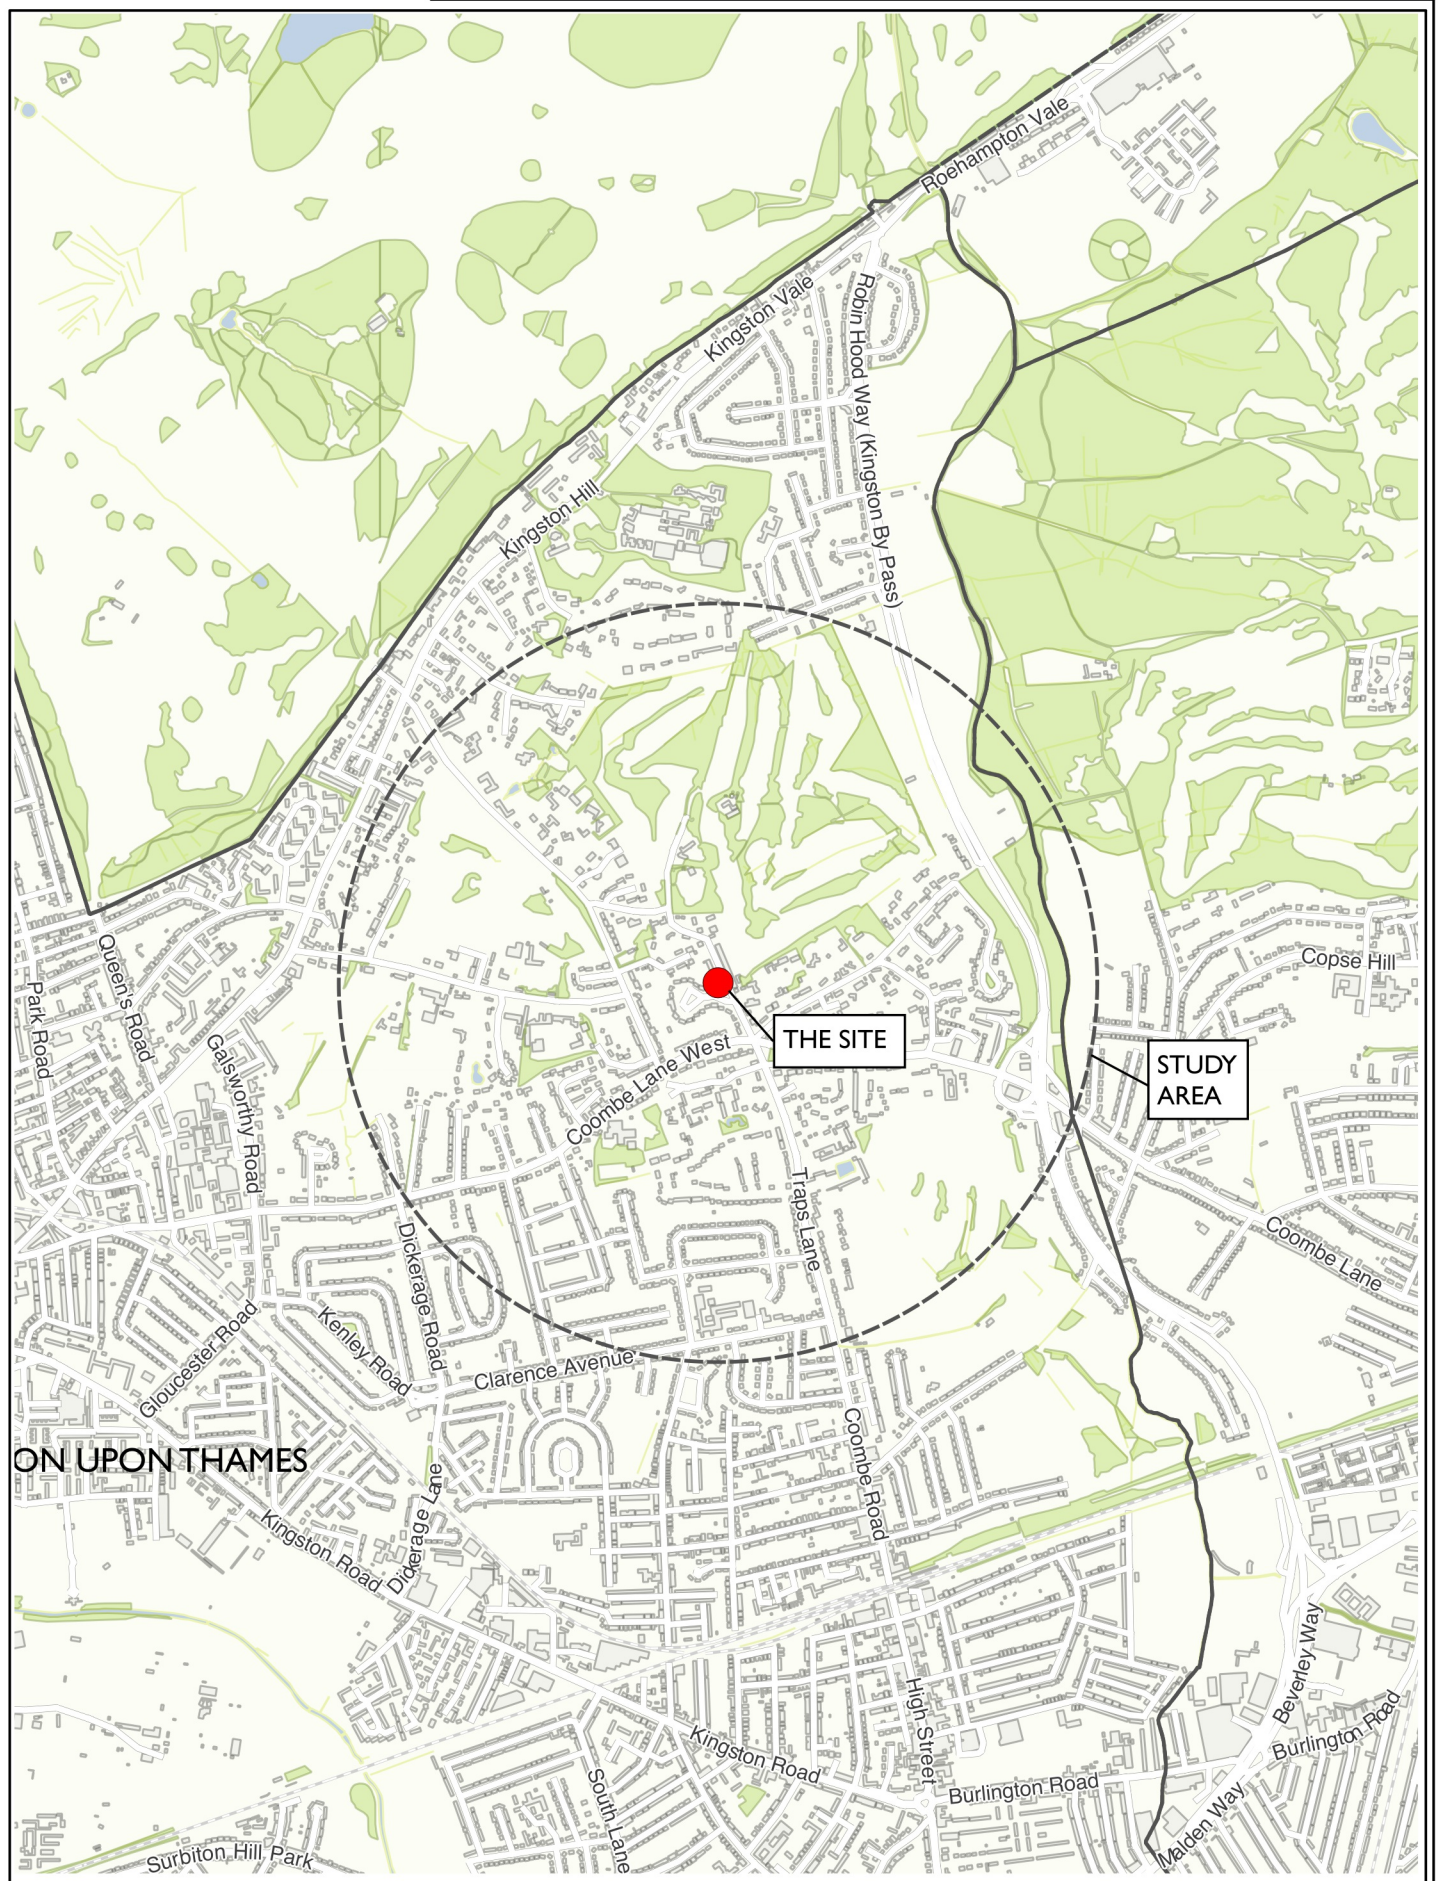 Roehampton Vale
Kingston Vale
Robin Hood Way (Kingston By Pass)
Kingston Hill
Copse Hill
Queen's Road
Park Road
THE SITE
Galsworthy Road
Coombe Lane West
STUDY
AREA
Traps Lane
Coombe Lane
Dickerage Road
Kenley Road
Gloucester Road
Clarence Avenue
Coombe Road
ON UPON THAMES
Dickerage Lane
Kingston Road
Beverley Way
High Street
Kingston Road
Burlington Road
Burlington Road
South Lane
Malden Way
Surbiton Hill Park